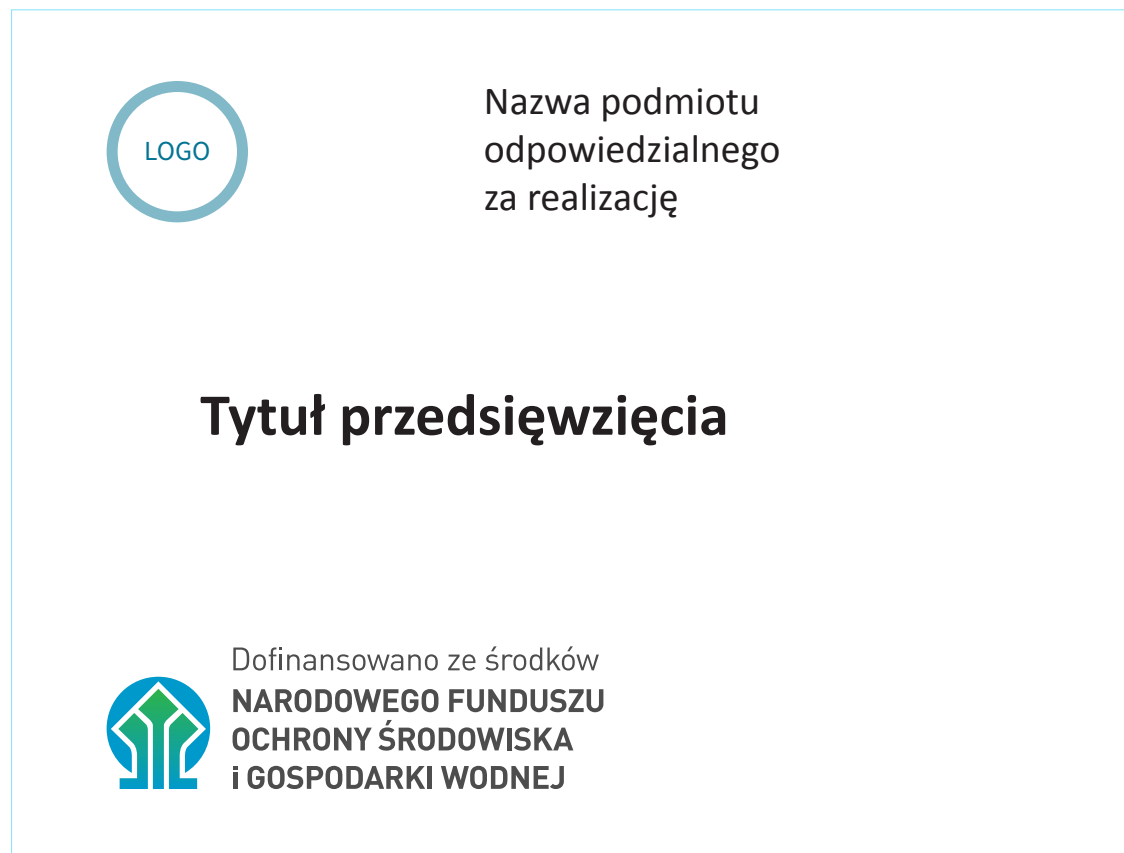 LOGO
Nazwa podmiotu
odpowiedzialnego
za realizację
Tytuł przedsięwzięcia
Dofinansowano ze środków
NARODOWEGO FUNDUSZU
OCHRONY ŚRODOWISKA
i GOSPODARKI WODNEJ